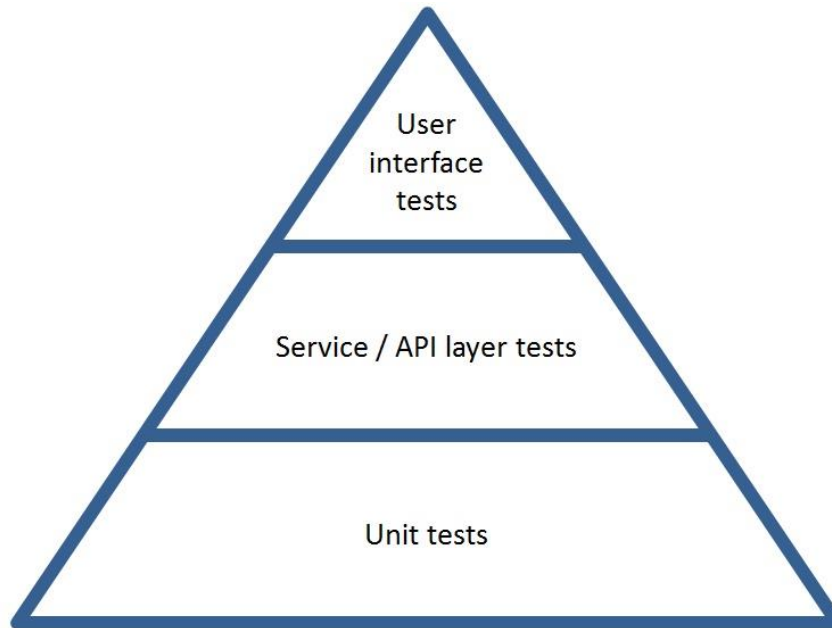 User
interface
tests
Service / API layer tests
Unit tests